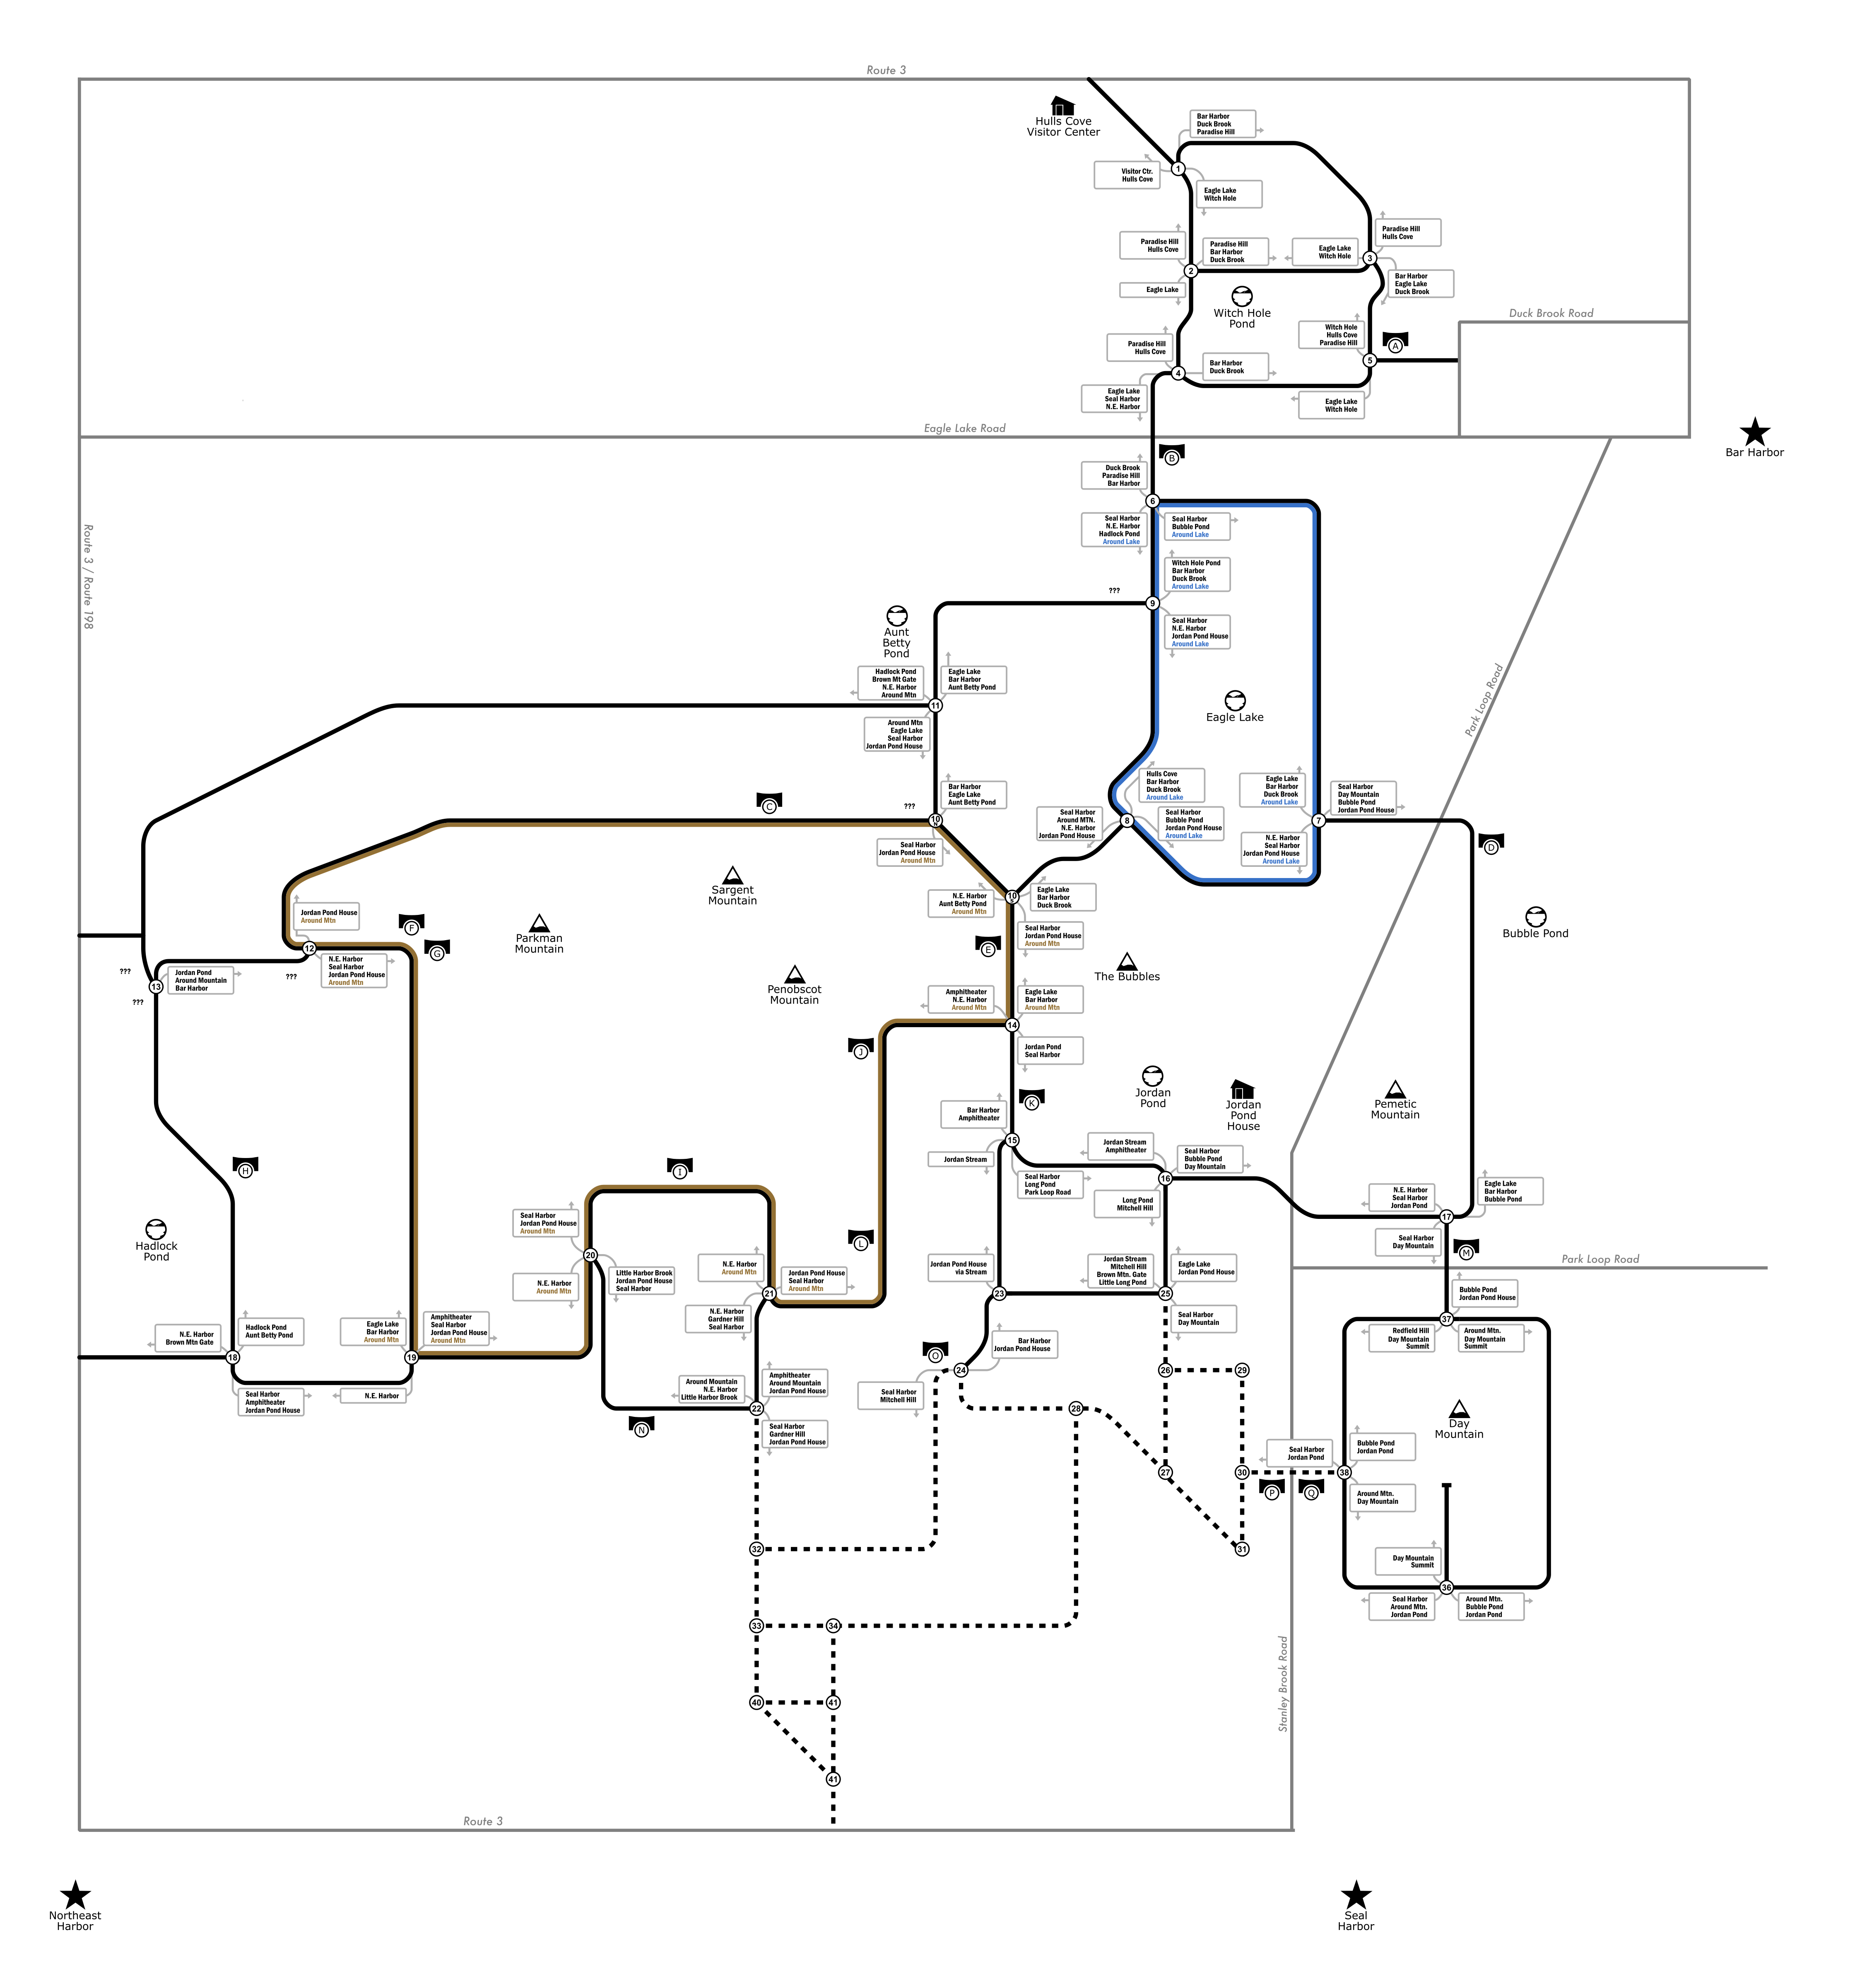 Route 3
Hulls Cove
Visitor Center
Bar Harbor
Duck Brook
Paradise Hill
1
Visitor Ctr.
Hulls Cove
Eagle Lake
Witch Hole
Paradise Hill
Hulls Cove
Paradise Hill
Hulls Cove
Paradise Hill
Bar Harbor
Duck Brook
Eagle Lake
Witch Hole
3
2
Bar Harbor
Eagle Lake
Duck Brook
Eagle Lake
Witch Hole
Pond
Duck Brook Road
Witch Hole
Hulls Cove
Paradise Hill
A
Paradise Hill
Hulls Cove
5
Bar Harbor
Duck Brook
4
Eagle Lake
Seal Harbor
N.E. Harbor
Eagle Lake
Witch Hole
Eagle Lake Road
Bar Harbor
B
Duck Brook
Paradise Hill
Bar Harbor
6
Seal Harbor
N.E. Harbor
Hadlock Pond
Around Lake
Seal Harbor
Bubble Pond
Around Lake
Route 3 / Route 198
Witch Hole Pond
Bar Harbor
Duck Brook
Around Lake
???
9
Aunt
Betty
Pond
Seal Harbor
N.E. Harbor
Jordan Pond House
Around Lake
Hadlock Pond
Brown Mt Gate
N.E. Harbor
Around Mtn
Eagle Lake
Bar Harbor
Aunt Betty Pond
11
Eagle Lake
Park Loop Road
Around Mtn
Eagle Lake
Seal Harbor
Jordan Pond House
Hulls Cove
Bar Harbor
Duck Brook
Around Lake
Eagle Lake
Bar Harbor
Duck Brook
Around Lake
Seal Harbor
Day Mountain
Bubble Pond
Jordan Pond House
Bar Harbor
Eagle Lake
Aunt Betty Pond
C
???
10
N
Seal Harbor
Around MTN.
N.E. Harbor
Jordan Pond House
8
Seal Harbor
Bubble Pond
Jordan Pond House
Around Lake
7
N.E. Harbor
Seal Harbor
Jordan Pond House
Around Lake
D
Seal Harbor
Jordan Pond House
Around Mtn
Sargent
Mountain
N.E. Harbor
Aunt Betty Pond
Around Mtn
10
Eagle Lake
Bar Harbor
Duck Brook
Jordan Pond House
Around Mtn
F
G
Parkman
Mountain
Seal Harbor
Jordan Pond House
Around Mtn
E
Bubble Pond
12
N.E. Harbor
Seal Harbor
Jordan Pond House
Around Mtn
???
???
Jordan Pond
Around Mountain
Bar Harbor
13
???
Penobscot
Mountain
The Bubbles
Amphitheater
N.E. Harbor
Around Mtn
Eagle Lake
Bar Harbor
Around Mtn
14
J
Jordan Pond
Seal Harbor
Jordan
Pond
Jordan
Pond
House
Pemetic
Mountain
K
Bar Harbor
Amphitheater
15
Jordan Stream
Jordan Stream
Amphitheater
Seal Harbor
Bubble Pond
Day Mountain
H
I
Seal Harbor
Long Pond
Park Loop Road
16
Long Pond
Mitchell Hill
N.E. Harbor
Seal Harbor
Jordan Pond
Eagle Lake
Bar Harbor
Bubble Pond
17
Hadlock
Pond
Seal Harbor
Jordan Pond House
Around Mtn
20
L
Seal Harbor
Day Mountain
M
Park Loop Road
N.E. Harbor
Around Mtn
Little Harbor Brook
Jordan Pond House
Seal Harbor
N.E. Harbor
Around Mtn
Jordan Pond House
Seal Harbor
Around Mtn
21
Jordan Pond House
via Stream
Jordan Stream
Mitchell Hill
Brown Mtn. Gate
Little Long Pond
Eagle Lake
Jordan Pond House
23
25
Bubble Pond
Jordan Pond House
N.E. Harbor
Gardner Hill
Seal Harbor
Seal Harbor
Day Mountain
37
N.E. Harbor
Brown Mtn Gate
Hadlock Pond
Aunt Betty Pond
Eagle Lake
Bar Harbor
Around Mtn
Amphitheater
Seal Harbor
Jordan Pond House
Around Mtn
18
19
Redfield Hill
Day Mountain
Summit
Around Mtn.
Day Mountain
Summit
Bar Harbor
Jordan Pond House
O
24
26
29
Seal Harbor
Amphitheater
Jordan Pond House
N.E. Harbor
Around Mountain
N.E. Harbor
Little Harbor Brook
Amphitheater
Around Mountain
Jordan Pond House
Seal Harbor
Mitchell Hill
22
N
Seal Harbor
Gardner Hill
Jordan Pond House
28
Day
Mountain
Seal Harbor
Jordan Pond
Bubble Pond
Jordan Pond
27
30
38
P
Q
Around Mtn.
Day Mountain
32
31
Day Mountain
Summit
36
Seal Harbor
Around Mtn.
Jordan Pond
Around Mtn.
Bubble Pond
Jordan Pond
33
34
Stanley Brook Road
40
41
41
Route 3
Northeast
Harbor
Seal
Harbor